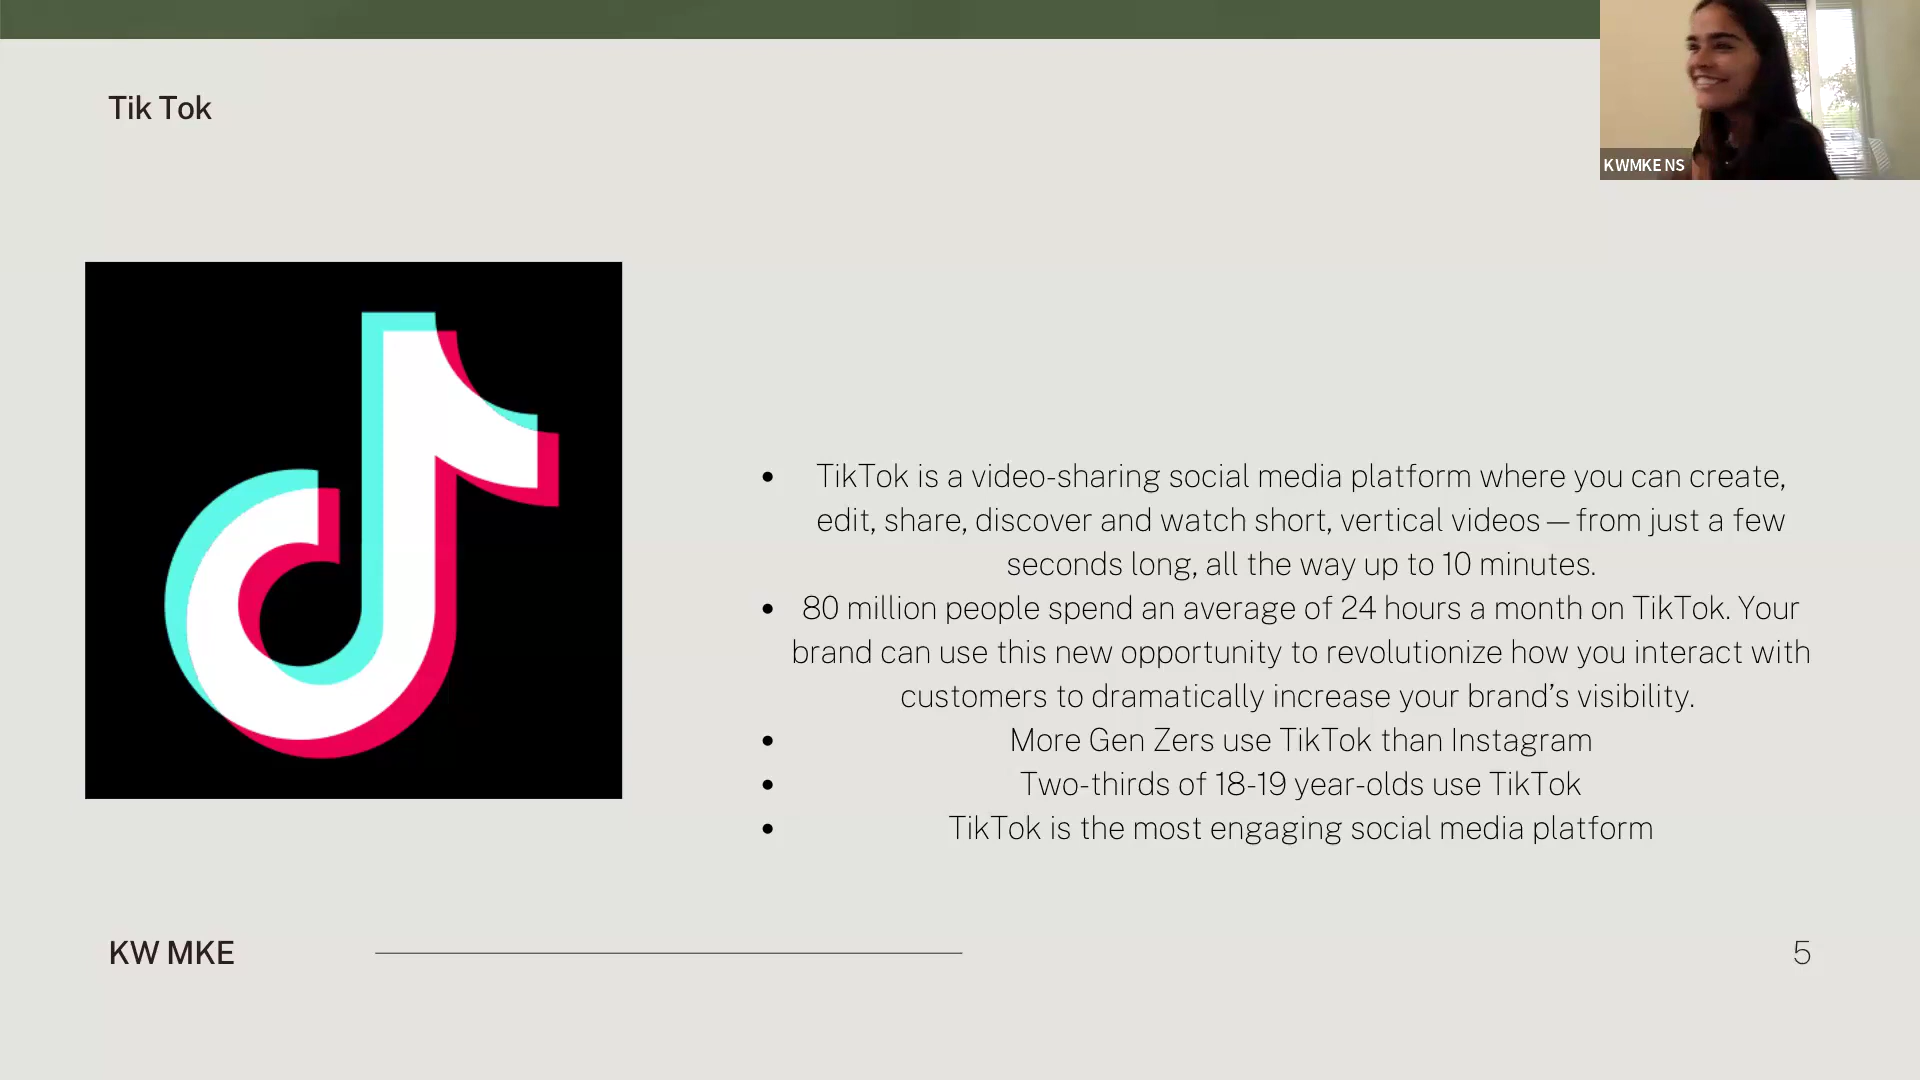 Tik Tok
KWMKE NS
• TikTok is a video-sharing social media platform where you can create,
edit, share, discover and watch short, vertical videos — from just a few
seconds long, all the way up to 10 minutes.
• 80 million people spend an average of 24 hours a month on TikTok. Your
brand can use this new opportunity to revolutionize how you interact with
customers to dramatically increase your brand’s visibility.
• More Gen Zers use TikTok than Instagram
• Two-thirds of 18-19 year-olds use TikTok
• TikTok is the most engaging social media platform
KW MKE
5